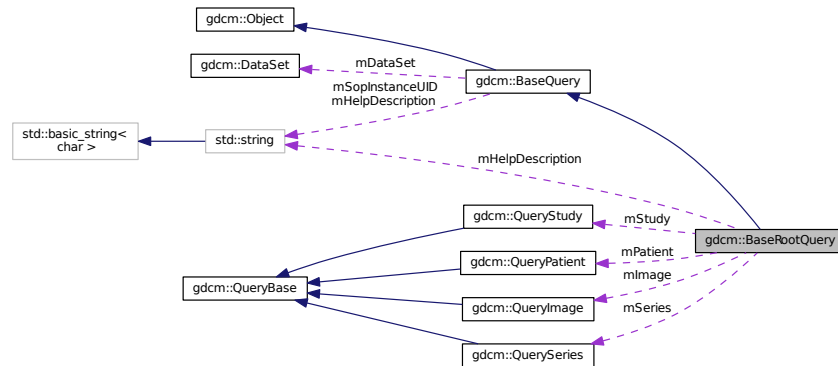 gdcm::Object
gdcm::DataSet
mDataSet
gdcm::BaseQuery
mSopInstanceUID
mHelpDescription
std::basic_string<
char >
std::string
mHelpDescription
gdcm::QueryStudy
mStudy
gdcm::BaseRootQuery
gdcm::QueryPatient
mPatient
mImage
gdcm::QueryBase
gdcm::QueryImage
mSeries
gdcm::QuerySeries